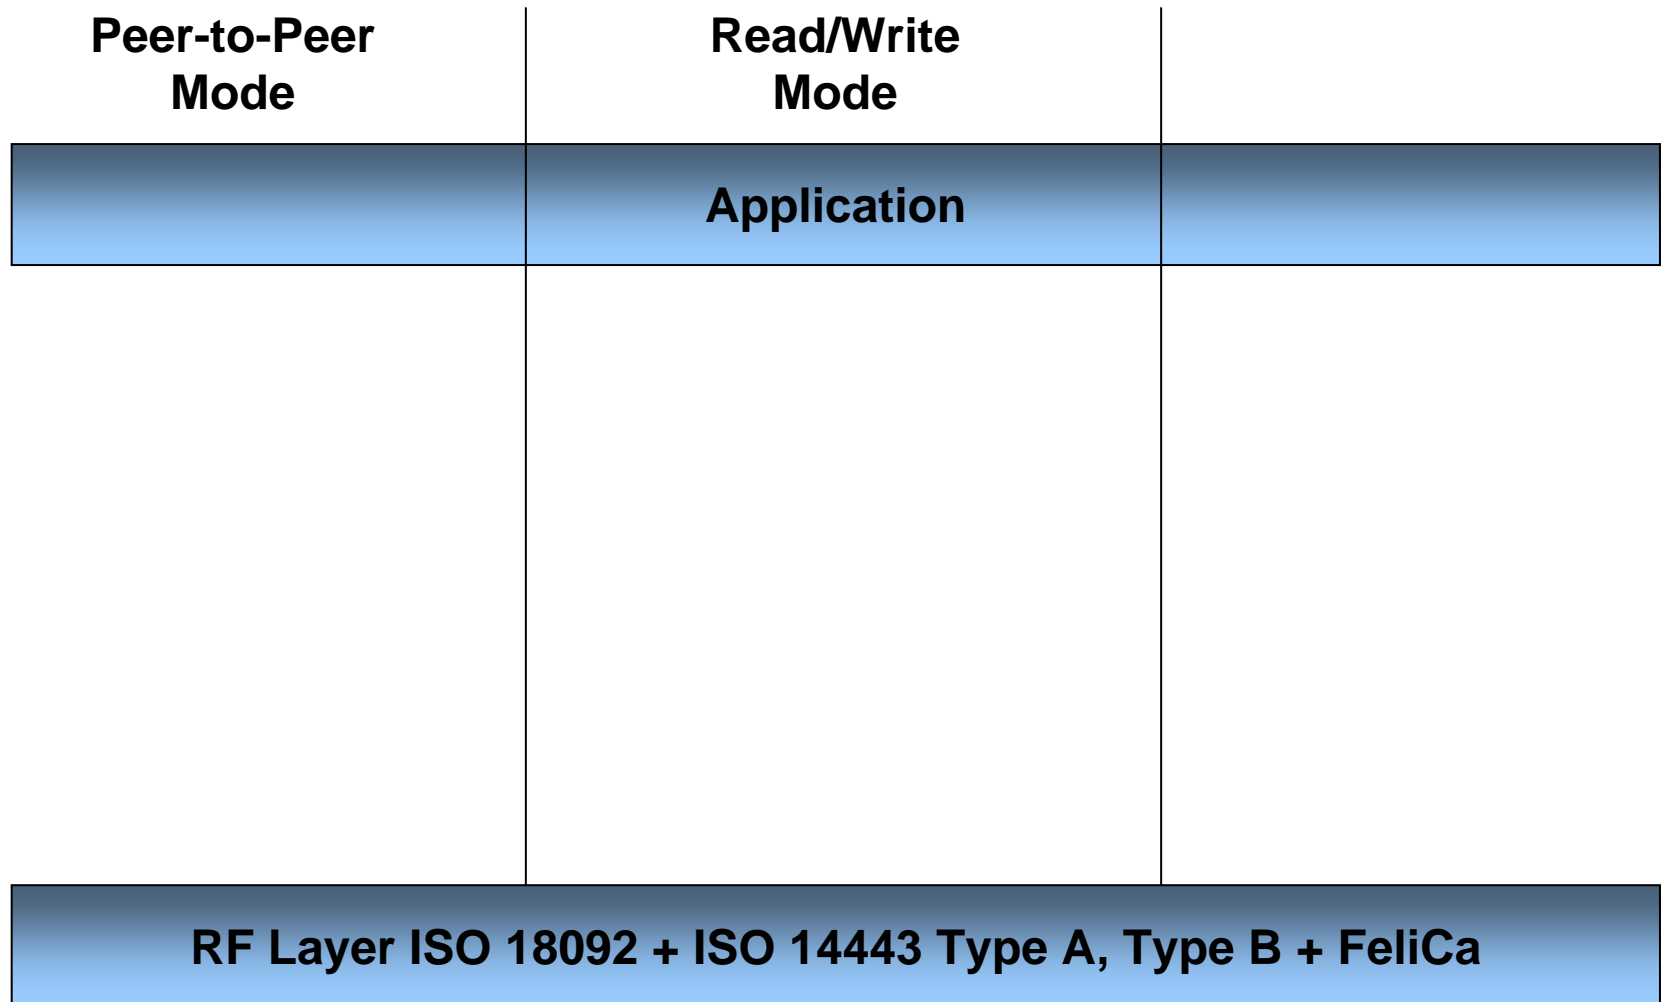 Peer-to-Peer
Mode
Read/Write
Mode
Application
RF Layer ISO 18092 + ISO 14443 Type A, Type B + FeliCa